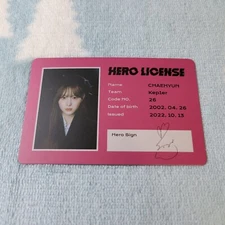 HERO LICENSE
Name CHAEHYUN
Team Kep1er
Code No. 26
Date of birth 2002. 04. 26
Issued 2022. 10. 13
Hero Sign